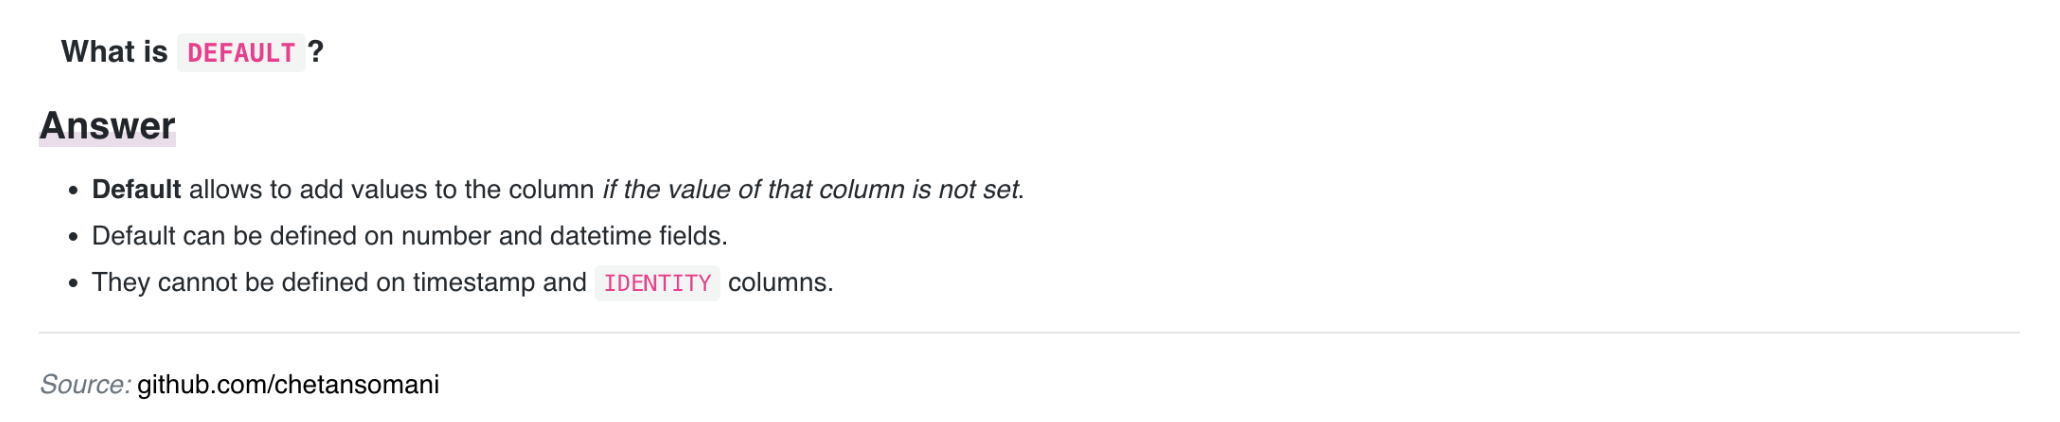 What is DEFAULT?
Answer
• Default allows to add values to the column if the value of that column is not set.
• Default can be defined on number and datetime fields.
• They cannot be defined on timestamp and IDENTITY columns.
Source: github.com/chetansomani